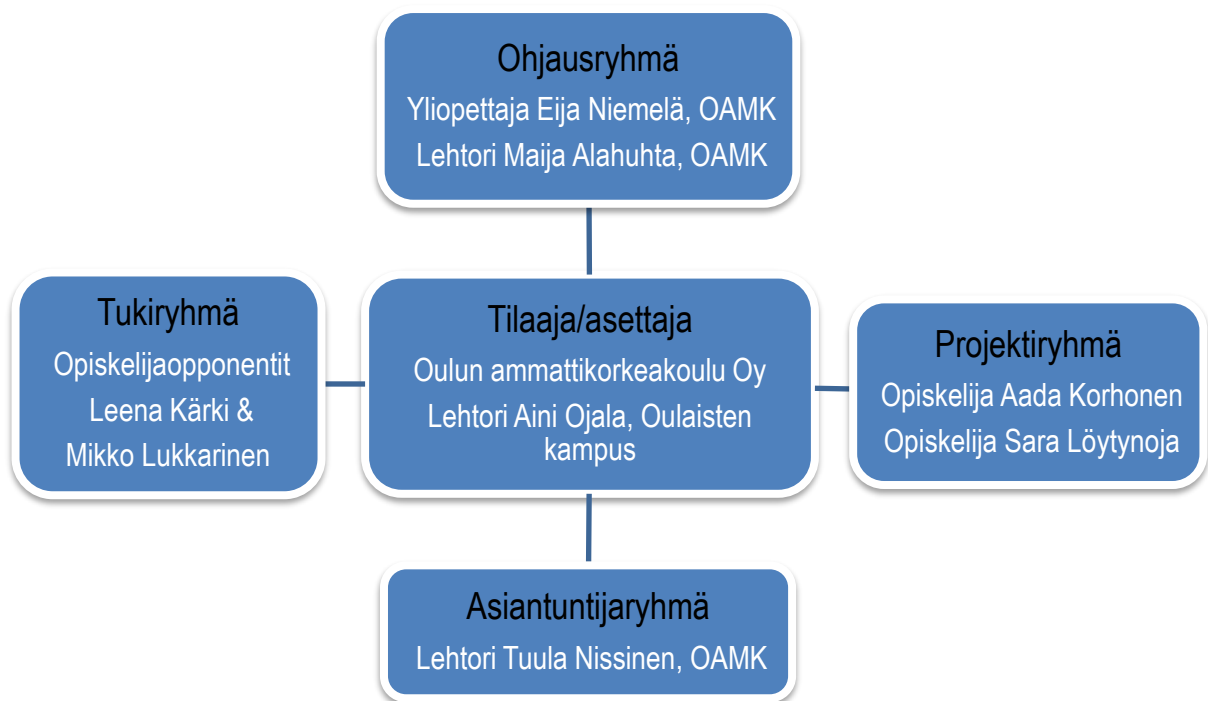 Ohjausryhmä
Yliopettaja Eija Niemelä, OAMK
Lehtori Maija Alahuhta, OAMK
Tukiryhmä
Opiskelijaopponentit
Leena Kärki &
Mikko Lukkarinen
Tilaaja/asettaja
Oulun ammattikorkeakoulu Oy
Lehtori Aini Ojala, Oulaisten
kampus
Projektiryhmä
Opiskelija Aada Korhonen
Opiskelija Sara Löytynoja
Asiantuntijaryhmä
Lehtori Tuula Nissinen, OAMK